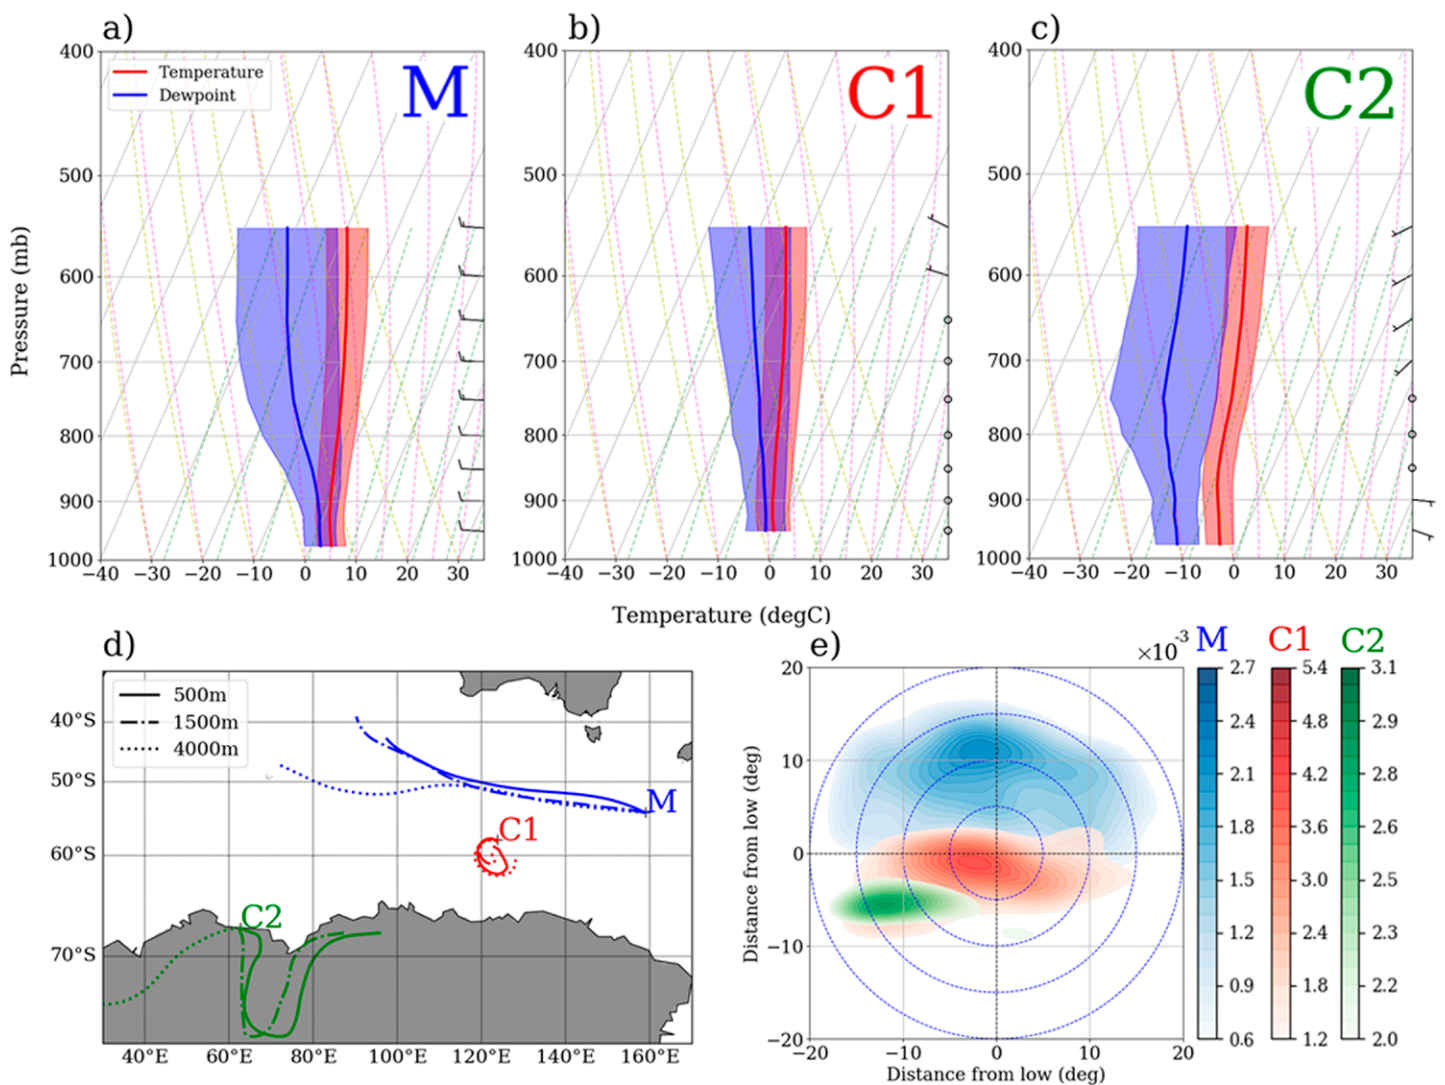 a)
b)
c)
400
500
600
700
800
900
1000
Temperature
Dewpoint
M
−40 −30 −20 −10 0 10 20 30
400
500
600
700
800
900
1000
C1
−40 −30 −20 −10 0 10 20 30
400
500
600
700
800
900
1000
C2
−40 −30 −20 −10 0 10 20 30
Pressure (mb)
Temperature (degC)
d)
500m
1500m
4000m
40°S
50°S
60°S
70°S
M
C1
C2
40°E 60°E 80°E 100°E 120°E 140°E 160°E
e)
×10⁻³
M C1 C2
20
10
0
−10
−20
−20 −10 0 10 20
Distance from low (deg)
Distance from low (deg)
2.7 5.4 3.1
2.4 4.8 2.9
2.1 4.2 2.8
1.8 3.6 2.6
1.5 3.0 2.5
1.2 2.4 2.3
0.9 1.8 2.2
0.6 1.2 2.0